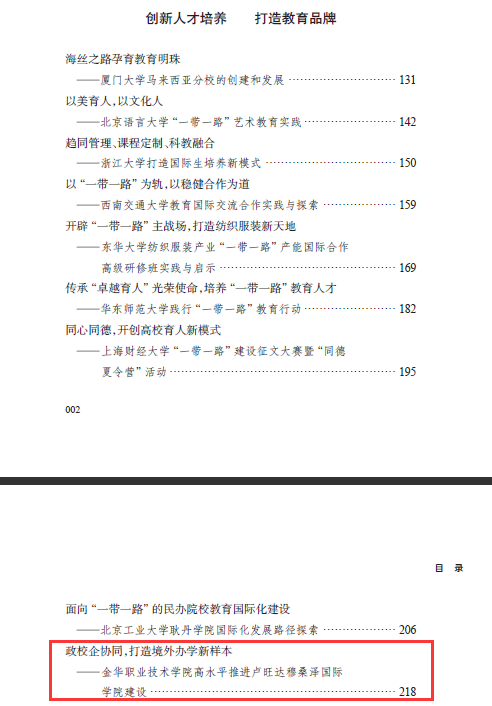 创新人才培养　　打造教育品牌
海丝之路孕育教育明珠
——厦门大学马来西亚分校的创建和发展 ………………………… 131
以美育人,以文化人
——北京语言大学“一带一路”艺术教育实践 …………………… 142
趋同管理、课程定制、科教融合
——浙江大学打造国际生培养新模式 ……………………………… 150
以“一带一路”为轨,以稳健合作为道
——西南交通大学教育国际交流合作实践与探索 ………………… 159
开辟“一带一路”主战场,打造纺织服装新天地
——东华大学纺织服装产业“一带一路”产能国际合作
高级研修班实践与启示 ………………………………………… 169
传承“卓越育人”光荣使命,培养“一带一路”教育人才
——华东师范大学践行“一带一路”教育行动 …………………… 182
同心同德,开创高校育人新模式
——上海财经大学“一带一路”建设征文大赛暨“同德
夏令营”活动 …………………………………………………… 195
002
目　录
面向“一带一路”的民办院校教育国际化建设
——北京工业大学耿丹学院国际化发展路径探索 ………………… 206
政校企协同,打造境外办学新样本
——金华职业技术学院高水平推进卢旺达穆桑泽国际
学院建设 ………………………………………………………… 218